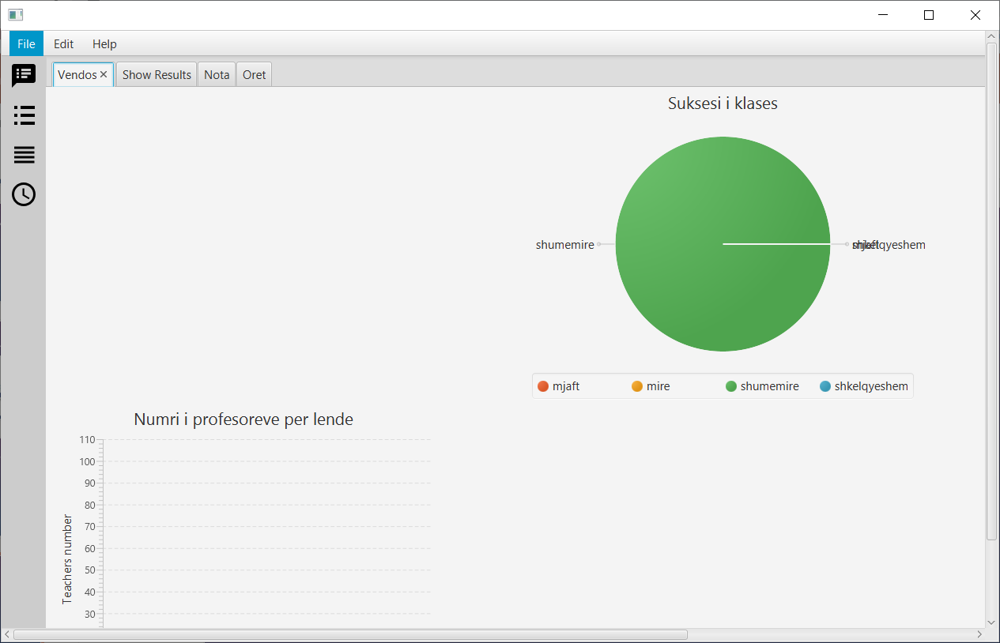 File Edit Help
Vendos Show Results Nota Oret
Suksesi i klases
shumemire shkelqyeshem
mjaft mire shumemire shkelqyeshem
Numri i profesoreve per lende
110
100
90
80
70
60
50
40
30
Teachers number